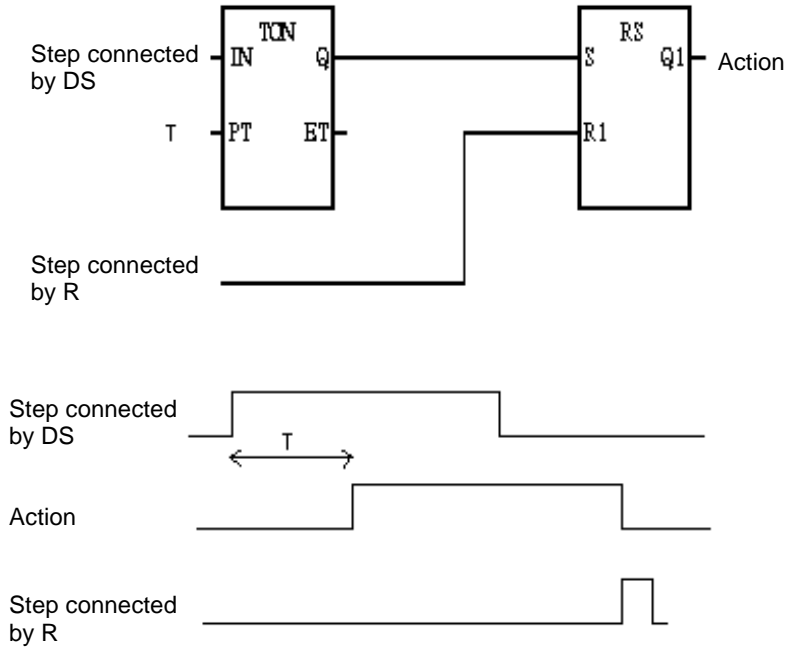 TON
RS
Step connected
by DS
IN
Q
S
Q1
Action
T
PT
ET
R1
Step connected
by R
Step connected
by DS
T
Action
Step connected
by R